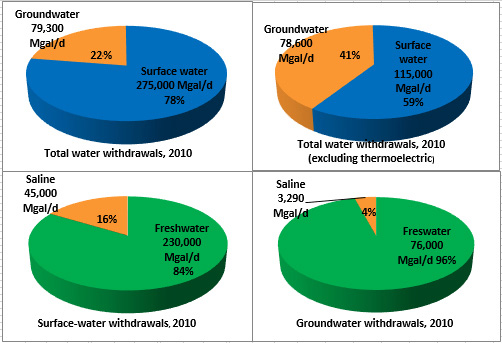 Groundwater
79,300
Mgal/d
22%
Surface water
275,000 Mgal/d
78%
Total water withdrawals, 2010
Groundwater
78,600
Mgal/d
41%
Surface
water
115,000
Mgal/d
59%
Total water withdrawals, 2010
(excluding thermoelectric)
Saline
45,000
Mgal/d
16%
Freshwater
230,000
Mgal/d
84%
Surface-water withdrawals, 2010
Saline
3,290
Mgal/d
4%
Freswater
76,000
Mgal/d 96%
Groundwater withdrawals, 2010